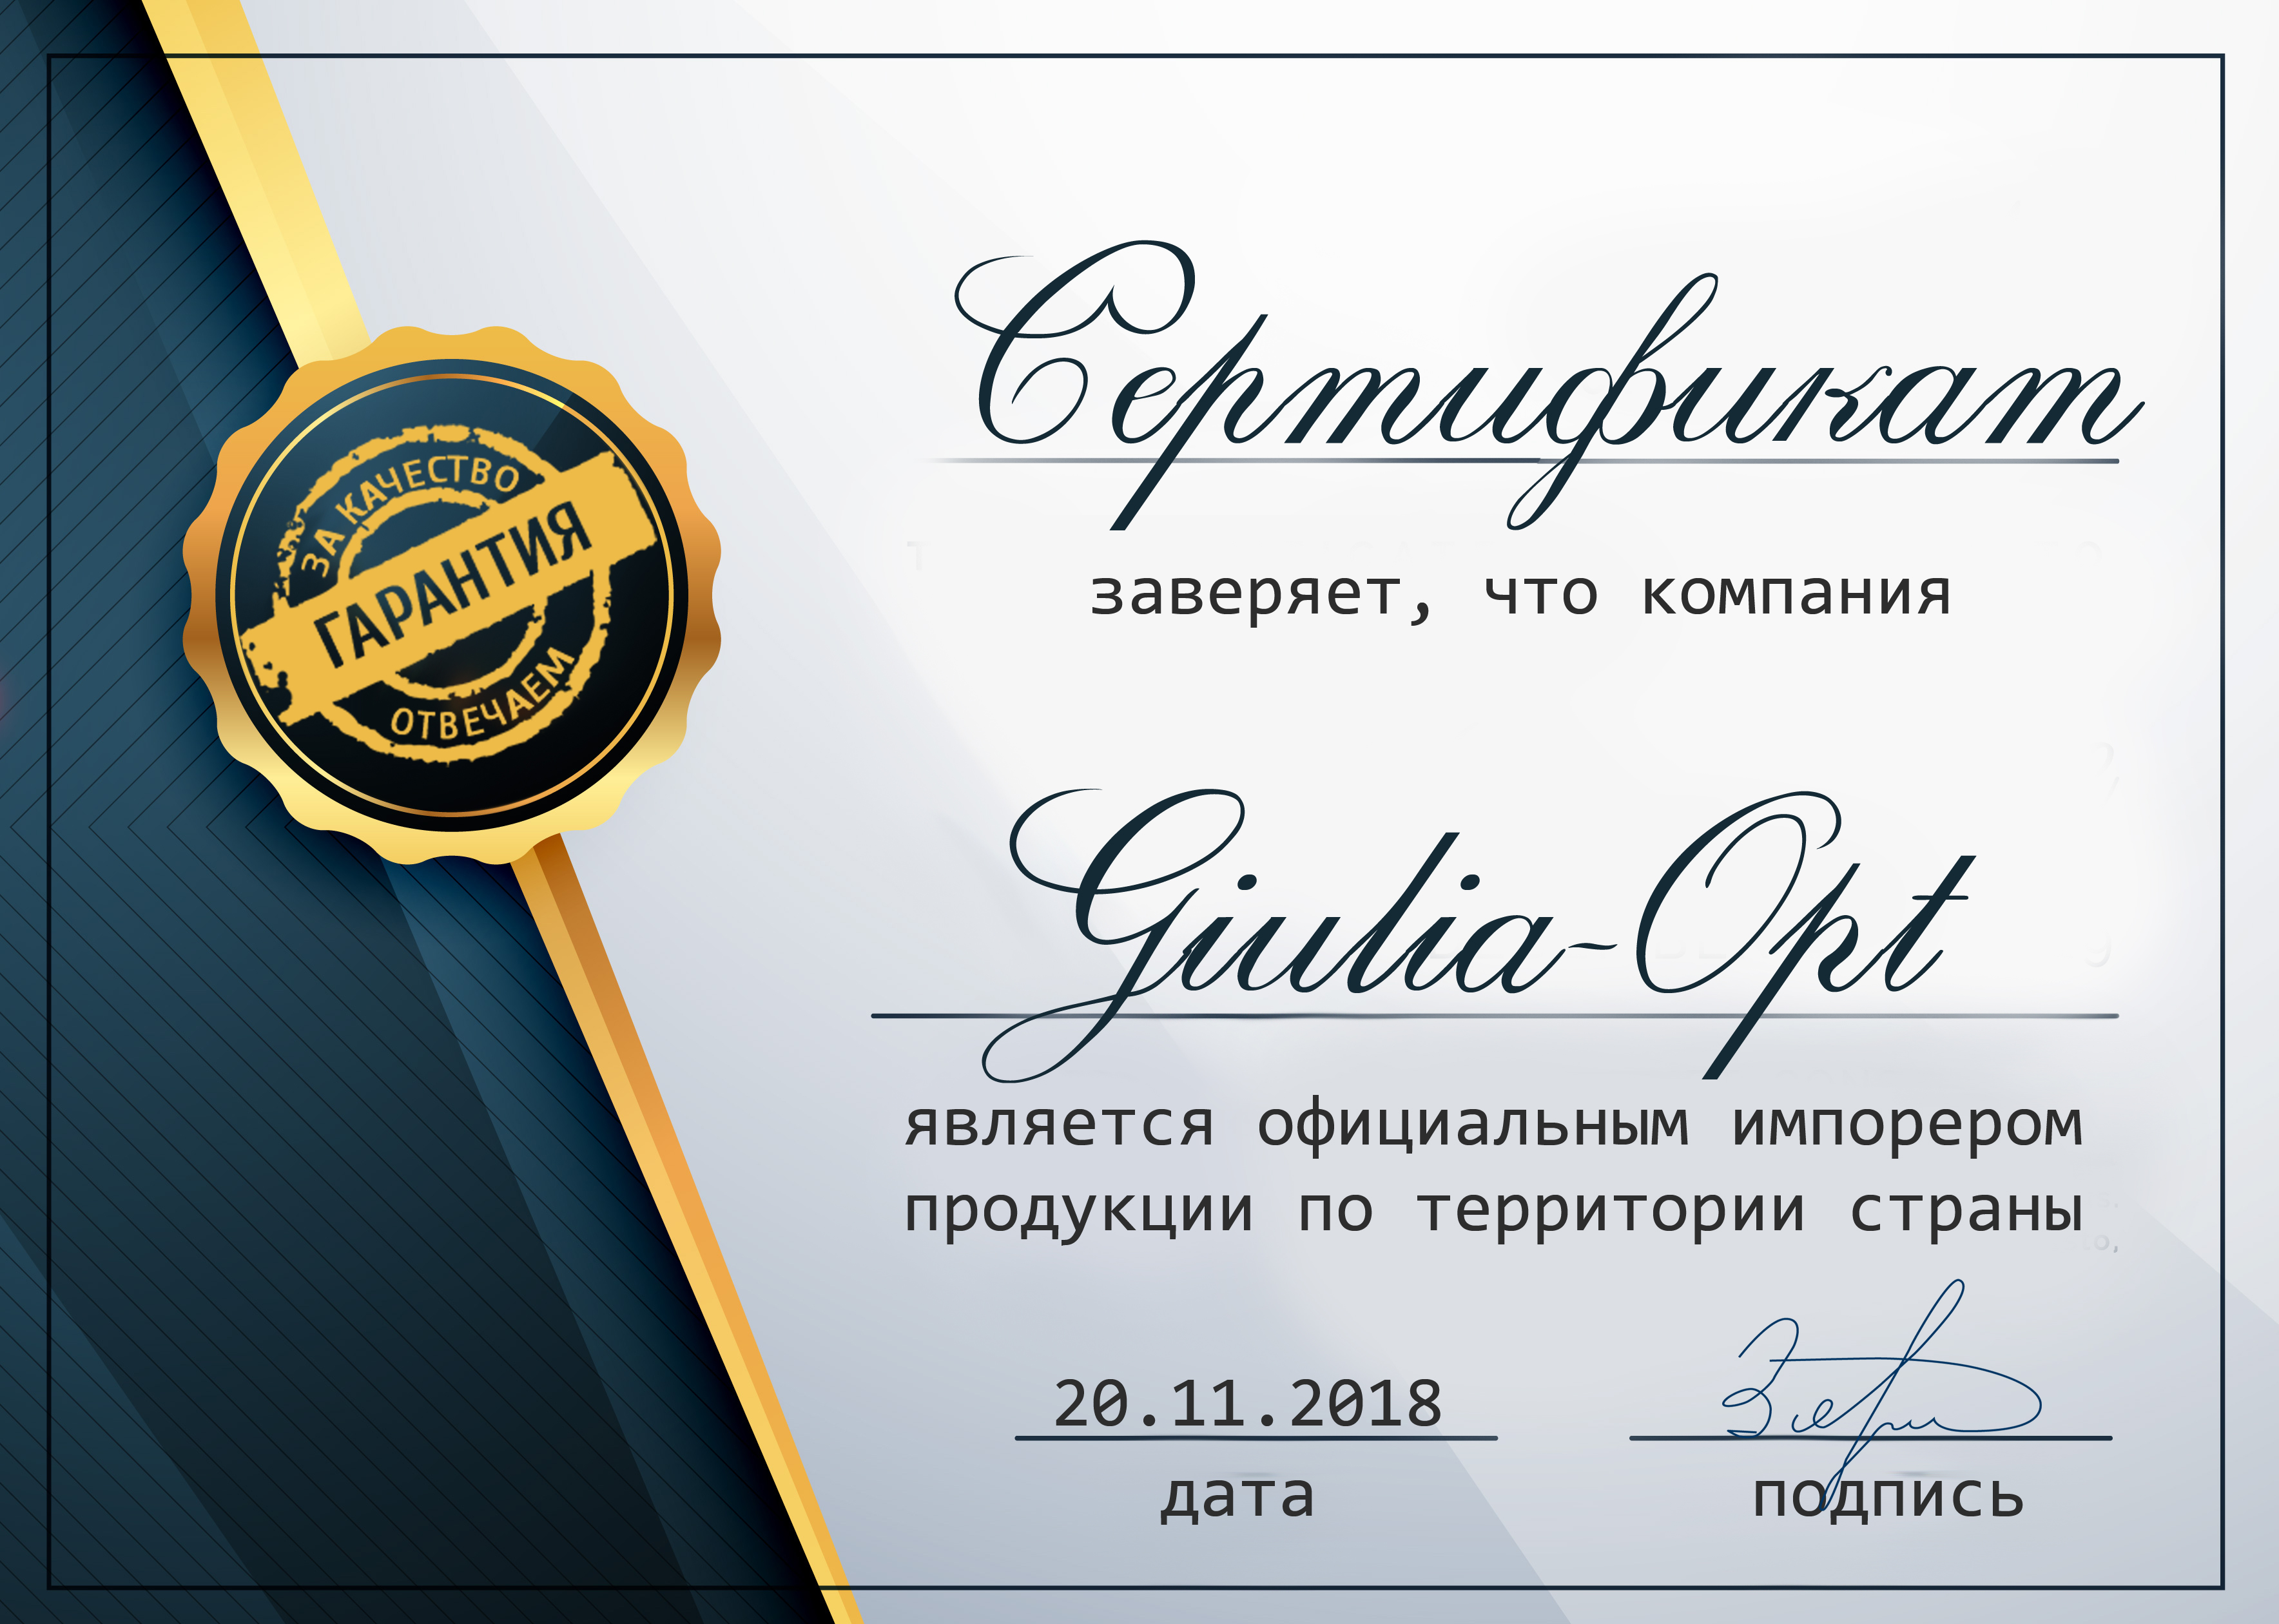 ЗА КАЧЕСТВО
ГАРАНТИЯ
ОТВЕЧАЕМ
Сертификат
заверяет, что компания
Giulia-Opt
является официальным импорером
продукции по территории страны
20.11.2018
дата
подпись